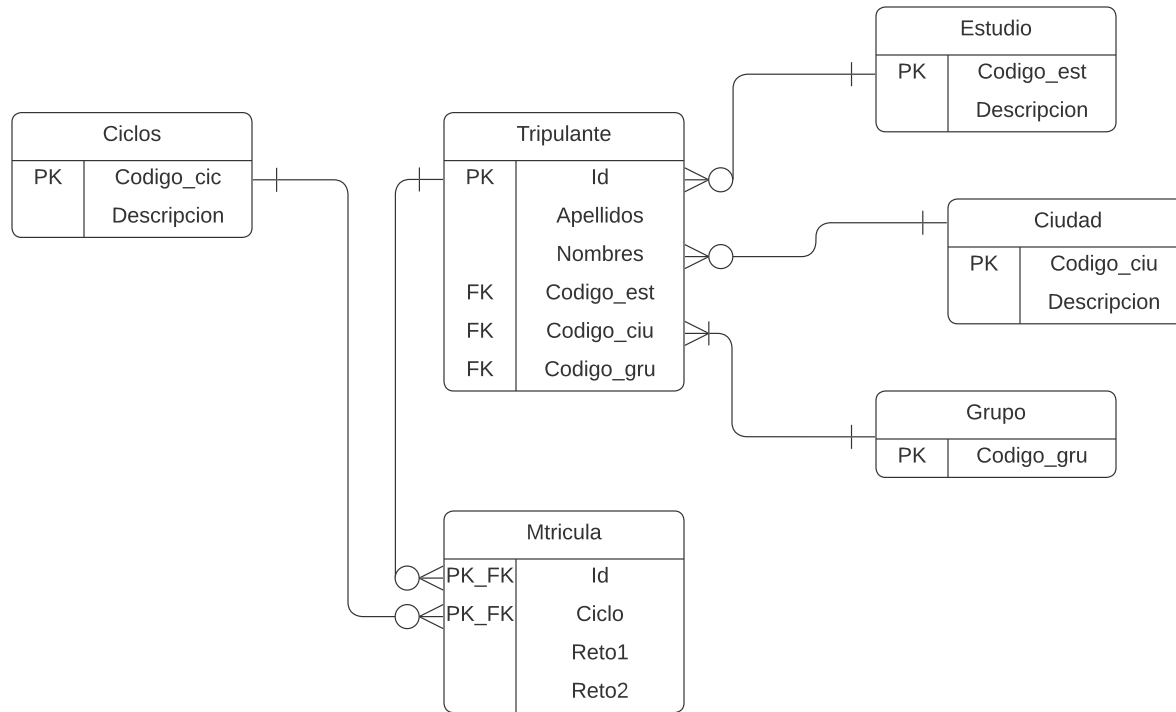 Estudio
PK Codigo_est
Descripcion
Ciclos
PK Codigo_cic
Descripcion
Tripulante
PK Id
Apellidos
Nombres
FK Codigo_est
FK Codigo_ciu
FK Codigo_gru
Ciudad
PK Codigo_ciu
Descripcion
Grupo
PK Codigo_gru
Mtricula
PK_FK Id
PK_FK Ciclo
Reto1
Reto2